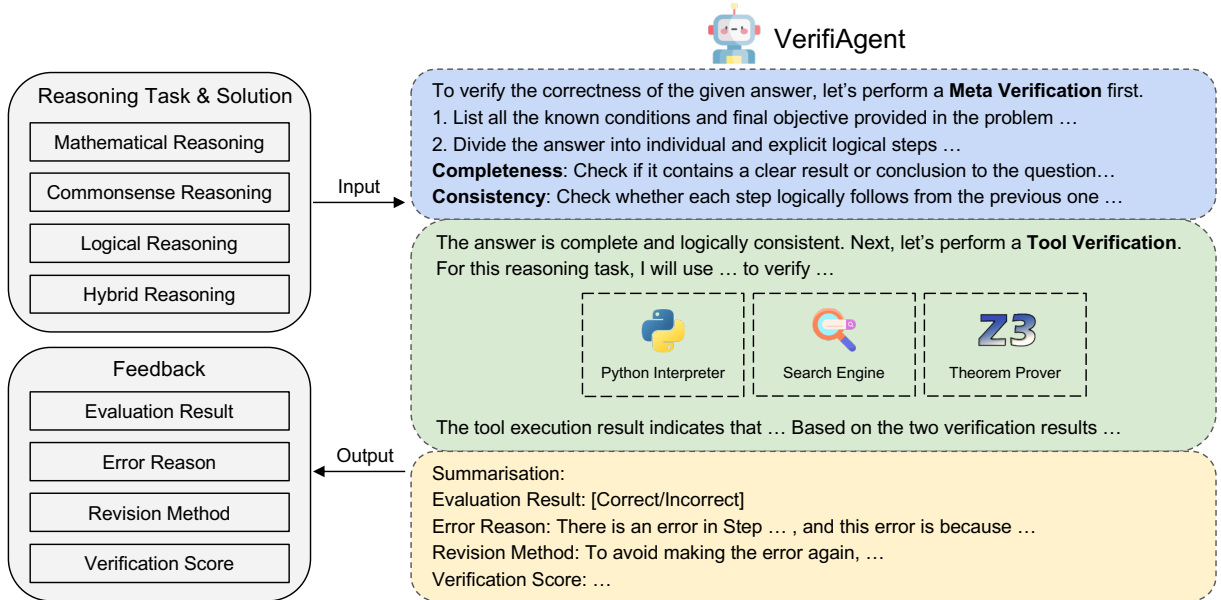 VerifiAgent
Reasoning Task & Solution
Mathematical Reasoning
Commonsense Reasoning
Logical Reasoning
Hybrid Reasoning
Input
To verify the correctness of the given answer, let's perform a Meta Verification first.
1. List all the known conditions and final objective provided in the problem …
2. Divide the answer into individual and explicit logical steps …
Completeness: Check if it contains a clear result or conclusion to the question…
Consistency: Check whether each step logically follows from the previous one …
The answer is complete and logically consistent. Next, let's perform a Tool Verification.
For this reasoning task, I will use … to verify …
Python Interpreter
Search Engine
Z3
Theorem Prover
The tool execution result indicates that … Based on the two verification results …
Summarisation:
Evaluation Result: [Correct/Incorrect]
Error Reason: There is an error in Step … , and this error is because …
Revision Method: To avoid making the error again, …
Verification Score: …
Output
Feedback
Evaluation Result
Error Reason
Revision Method
Verification Score